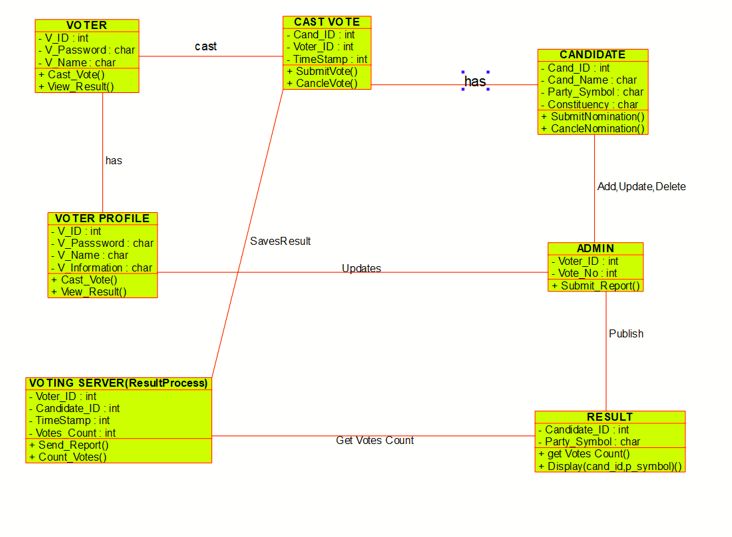 VOTER
- V_ID : int
- V_Password : char
- V_Name : char
+ Cast_Vote()
+ View_Result()
cast
CAST VOTE
- Cand_ID : int
- Voter_ID : int
- TimeStamp : int
+ SubmitVote()
+ CancleVote()
has
CANDIDATE
- Cand_ID : int
- Cand_Name : char
- Party_Symbol : char
- Constituency : char
+ SubmitNomination()
+ CancleNomination()
has
Add,Update,Delete
VOTER PROFILE
- V_ID : int
- V_Passsword : char
- V_Name : char
- V_Information : char
+ Cast_Vote()
+ View_Result()
SavesResult
Updates
ADMIN
- Voter_ID : int
- Vote_No : int
+ Submit_Report()
Publish
VOTING SERVER(ResultProcess)
- Voter_ID : int
- Candidate_ID : int
- TimeStamp : int
- Votes_Count : int
+ Send_Report()
+ Count_Votes()
Get Votes Count
RESULT
- Candidate_ID : int
- Party_Symbol : char
+ get Votes Count()
+ Display(cand_id,p_symbol)()